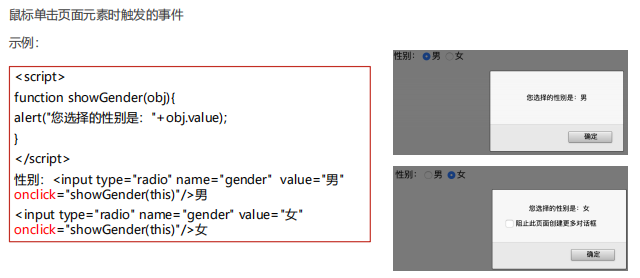 鼠标单击页面元素时触发的事件
示例：
<script>
function showGender(obj){
alert("您选择的性别是："+obj.value);
}
</script>
性别：<input type="radio" name="gender"  value="男"
onclick="showGender(this)"/>男
<input type="radio" name="gender" value="女"
onclick="showGender(this)"/>女
性别： 男 女
您选择的性别是：男
确定
性别： 男 女
您选择的性别是：女
阻止此页面创建更多对话框
确定